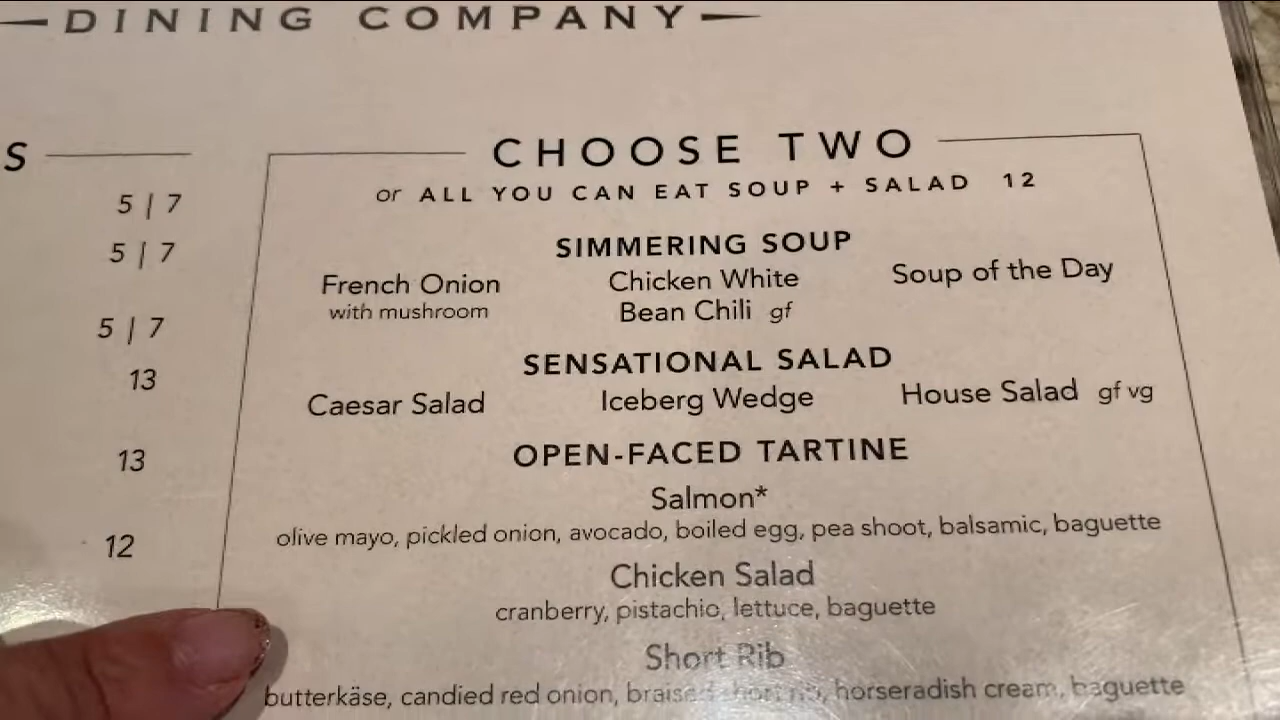 DINING COMPANY
S
5 | 7
5 | 7
5 | 7
13
13
12
CHOOSE TWO
or ALL YOU CAN EAT SOUP + SALAD 12
SIMMERING SOUP
French Onion
with mushroom
Chicken White
Bean Chili gf
Soup of the Day
SENSATIONAL SALAD
Caesar Salad
Iceberg Wedge
House Salad gf vg
OPEN-FACED TARTINE
Salmon*
olive mayo, pickled onion, avocado, boiled egg, pea shoot, balsamic, baguette
Chicken Salad
cranberry, pistachio, lettuce, baguette
Short Rib
butterkäse, candied red onion, braised short rib, horseradish cream, baguette